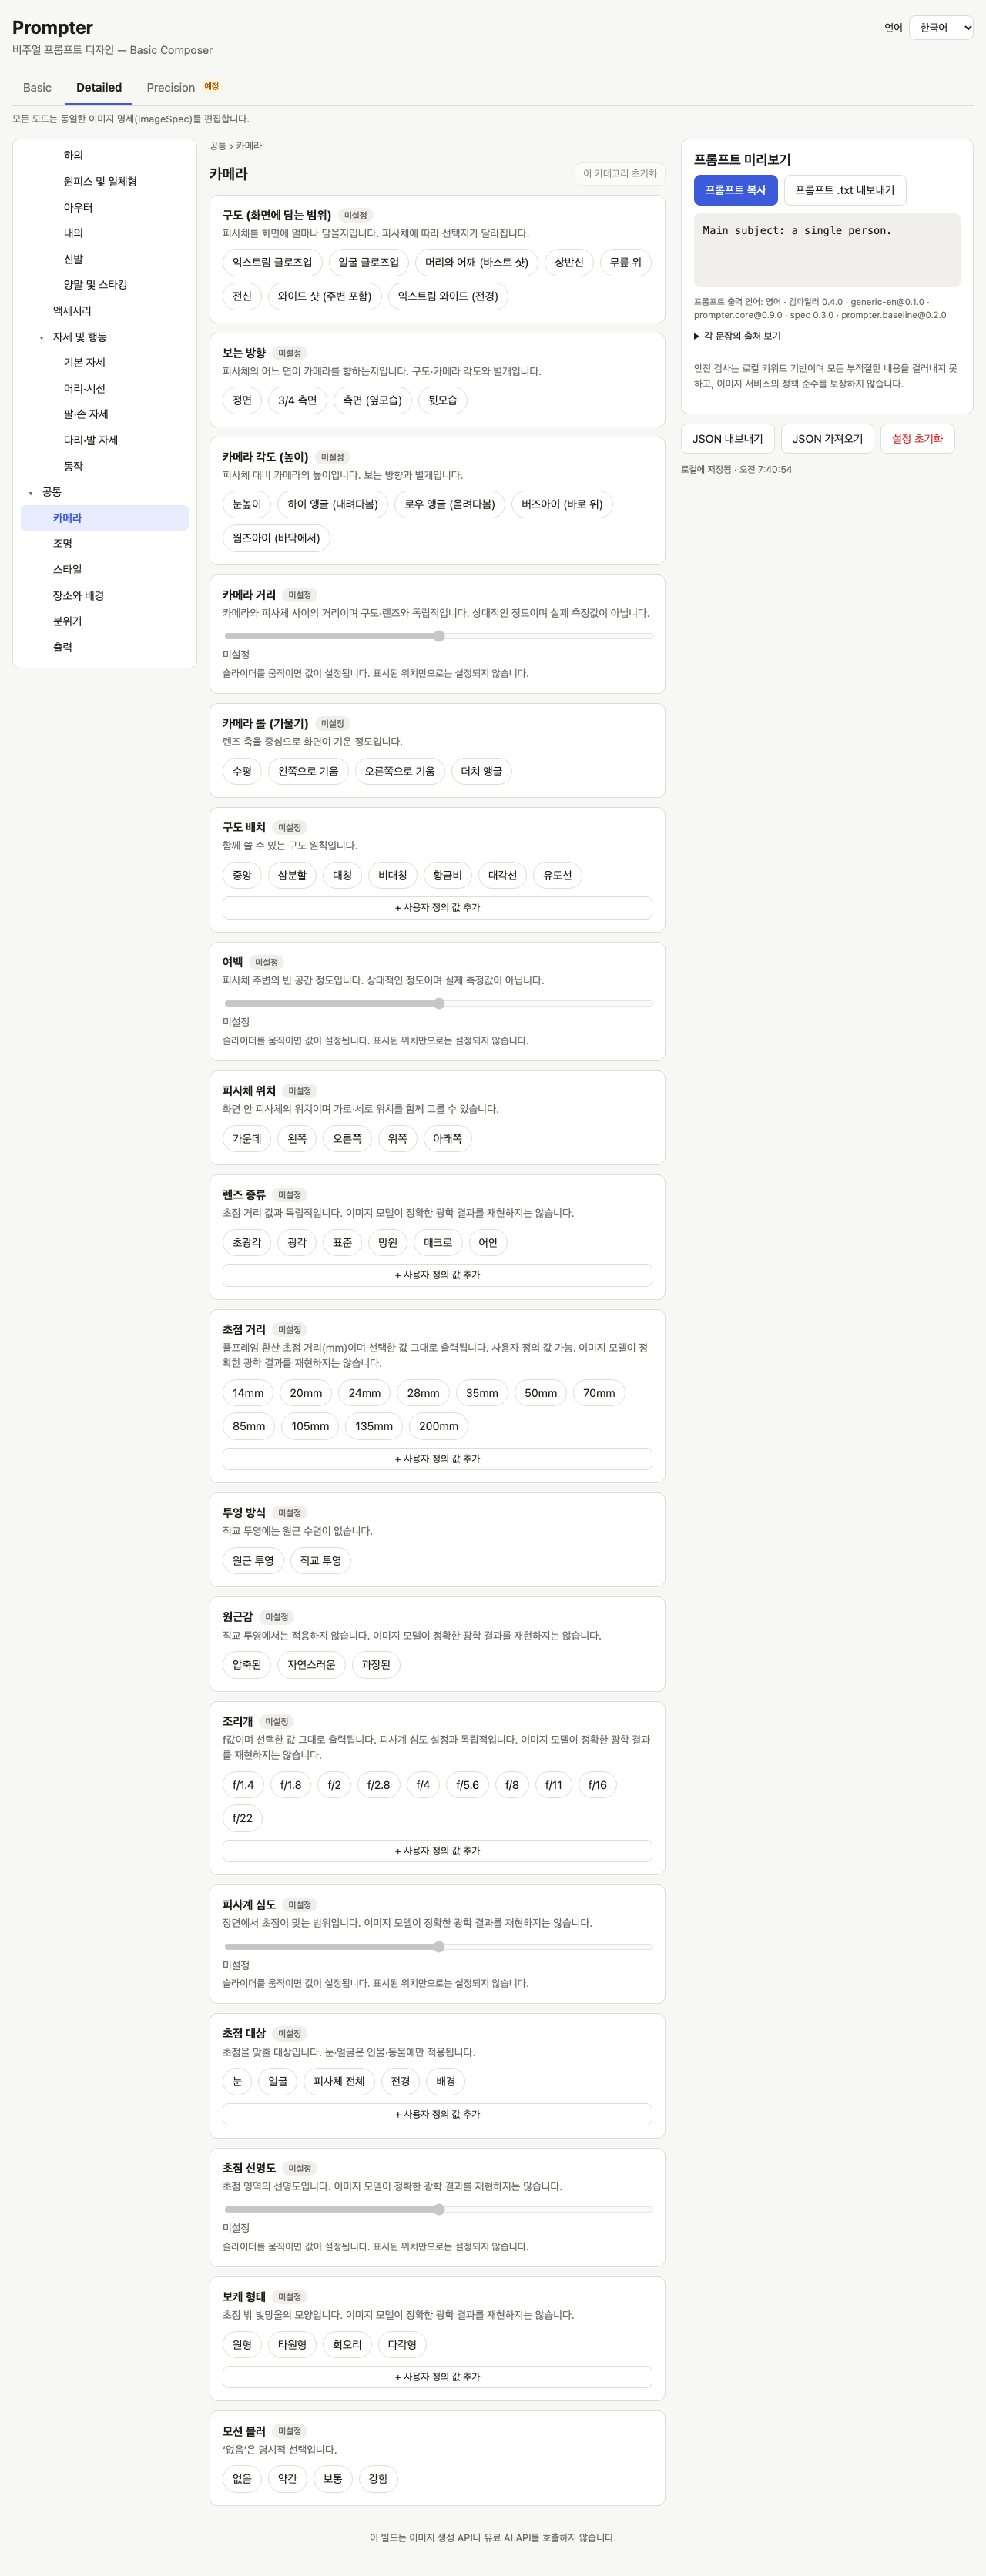 Prompter
비주얼 프롬프트 디자인 — Basic Composer
언어
한국어
Basic
Detailed
Precision
예정
모든 모드는 동일한 이미지 명세(ImageSpec)를 편집합니다.
하의
원피스 및 일체형
아우터
내의
신발
양말 및 스타킹
액세서리
자세 및 행동
기본 자세
머리·시선
팔·손 자세
다리·발 자세
동작
공통
카메라
조명
스타일
장소와 배경
분위기
출력
공통 › 카메라
카메라
이 카테고리 초기화
구도 (화면에 담는 범위) 미설정
피사체를 화면에 얼마나 담을지입니다. 피사체에 따라 선택지가 달라집니다.
익스트림 클로즈업 얼굴 클로즈업 머리와 어깨 (바스트 샷) 상반신 무릎 위
전신 와이드 샷 (주변 포함) 익스트림 와이드 (전경)
보는 방향 미설정
피사체의 어느 면이 카메라를 향하는지입니다. 구도·카메라 각도와 별개입니다.
정면 3/4 측면 측면 (옆모습) 뒷모습
카메라 각도 (높이) 미설정
피사체 대비 카메라의 높이입니다. 보는 방향과 별개입니다.
눈높이 하이 앵글 (내려다봄) 로우 앵글 (올려다봄) 버즈아이 (바로 위)
웜즈아이 (바닥에서)
카메라 거리 미설정
카메라와 피사체 사이의 거리이며 구도·렌즈와 독립적입니다. 상대적인 정도이며 실제 측정값이 아닙니다.
미설정
슬라이더를 움직이면 값이 설정됩니다. 표시된 위치만으로는 설정되지 않습니다.
카메라 롤 (기울기) 미설정
렌즈 축을 중심으로 화면이 기운 정도입니다.
수평 왼쪽으로 기움 오른쪽으로 기움 더치 앵글
구도 배치 미설정
함께 쓸 수 있는 구도 원칙입니다.
중앙 삼분할 대칭 비대칭 황금비 대각선 유도선
+ 사용자 정의 값 추가
여백 미설정
피사체 주변의 빈 공간 정도입니다. 상대적인 정도이며 실제 측정값이 아닙니다.
미설정
슬라이더를 움직이면 값이 설정됩니다. 표시된 위치만으로는 설정되지 않습니다.
피사체 위치 미설정
화면 안 피사체의 위치이며 가로·세로 위치를 함께 고를 수 있습니다.
가운데 왼쪽 오른쪽 위쪽 아래쪽
렌즈 종류 미설정
초점 거리 값과 독립적입니다. 이미지 모델이 정확한 광학 결과를 재현하지는 않습니다.
초광각 광각 표준 망원 매크로 어안
+ 사용자 정의 값 추가
초점 거리 미설정
풀프레임 환산 초점 거리(mm)이며 선택한 값 그대로 출력됩니다. 사용자 정의 값 가능. 이미지 모델이 정
확한 광학 결과를 재현하지는 않습니다.
14mm 20mm 24mm 28mm 35mm 50mm 70mm
85mm 105mm 135mm 200mm
+ 사용자 정의 값 추가
투영 방식 미설정
직교 투영에는 원근 수렴이 없습니다.
원근 투영 직교 투영
원근감 미설정
직교 투영에서는 적용하지 않습니다. 이미지 모델이 정확한 광학 결과를 재현하지는 않습니다.
압축된 자연스러운 과장된
조리개 미설정
f값이며 선택한 값 그대로 출력됩니다. 피사계 심도 설정과 독립적입니다. 이미지 모델이 정확한 광학 결과
를 재현하지는 않습니다.
f/1.4 f/1.8 f/2 f/2.8 f/4 f/5.6 f/8 f/11 f/16
f/22
+ 사용자 정의 값 추가
피사계 심도 미설정
장면에서 초점이 맞는 범위입니다. 이미지 모델이 정확한 광학 결과를 재현하지는 않습니다.
미설정
슬라이더를 움직이면 값이 설정됩니다. 표시된 위치만으로는 설정되지 않습니다.
초점 대상 미설정
초점을 맞출 대상입니다. 눈·얼굴은 인물·동물에만 적용됩니다.
눈 얼굴 피사체 전체 전경 배경
+ 사용자 정의 값 추가
초점 선명도 미설정
초점 영역의 선명도입니다. 이미지 모델이 정확한 광학 결과를 재현하지는 않습니다.
미설정
슬라이더를 움직이면 값이 설정됩니다. 표시된 위치만으로는 설정되지 않습니다.
보케 형태 미설정
초점 밖 빛망울의 모양입니다. 이미지 모델이 정확한 광학 결과를 재현하지는 않습니다.
원형 타원형 회오리 다각형
+ 사용자 정의 값 추가
모션 블러 미설정
‘없음’은 명시적 선택입니다.
없음 약간 보통 강함
프롬프트 미리보기
프롬프트 복사 프롬프트 .txt 내보내기
Main subject: a single person.
프롬프트 출력 언어: 영어 · 컴파일러 0.4.0 · generic-en@0.1.0 ·
prompter.core@0.9.0 · spec 0.3.0 · prompter.baseline@0.2.0
각 문장의 출처 보기
안전 검사는 로컬 키워드 기반이며 모든 부적절한 내용을 걸러내지 못
하고, 이미지 서비스의 정책 준수를 보장하지 않습니다.
JSON 내보내기 JSON 가져오기 설정 초기화
로컬에 저장됨 · 오전 7:40:54
이 빌드는 이미지 생성 API나 유료 AI API를 호출하지 않습니다.